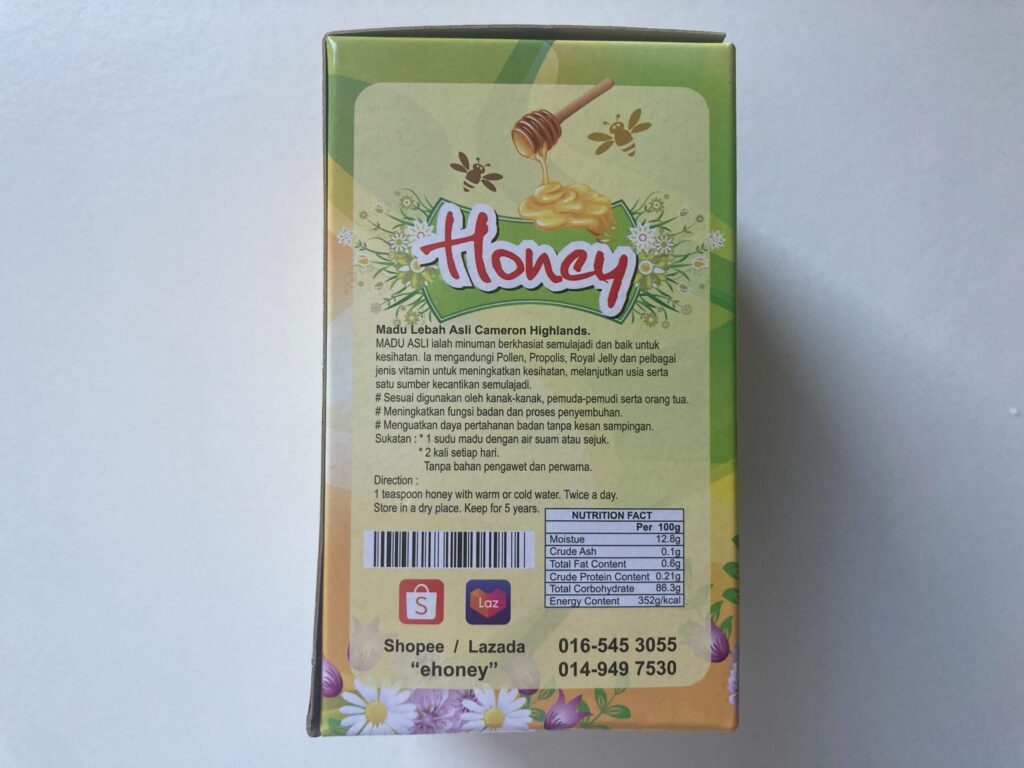 Honey
Madu Lebah Asli Cameron Highlands.
MADU ASLI ialah minuman berkhasiat semulajadi dan baik untuk
kesihatan. Ia mengandungi Pollen, Propolis, Royal Jelly dan pelbagai
jenis vitamin untuk meningkatkan kesihatan, melanjutkan usia serta
satu sumber kecantikan semulajadi.
# Sesuai digunakan oleh kanak-kanak, pemuda-pemudi serta orang tua.
# Meningkatkan fungsi badan dan proses penyembuhan.
# Menguatkan daya pertahanan badan tanpa kesan sampingan.
Sukatan : * 1 sudu madu dengan air suam atau sejuk.
* 2 kali setiap hari.
Tanpa bahan pengawet dan perwarna.
Direction :
1 teaspoon honey with warm or cold water. Twice a day.
Store in a dry place. Keep for 5 years.
NUTRITION FACT
Per 100g
Moistue 12.8g
Crude Ash 0.1g
Total Fat Content 0.6g
Crude Protein Content 0.21g
Total Corbohydrate 86.3g
Energy Content 352g/kcal
S
Laz
Shopee / Lazada
"ehoney"
016-545 3055
014-949 7530